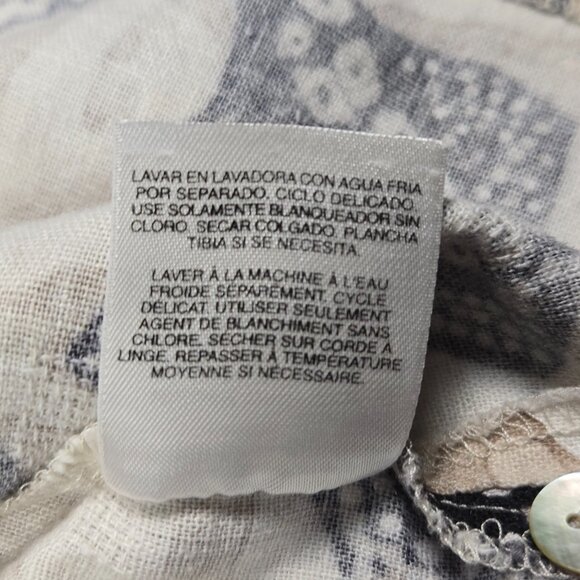 LAVAR EN LAVADORA CON AGUA FRIA
POR SEPARADO. CICLO DELICADO.
USE SOLAMENTE BLANQUEADOR SIN
CLORO. SECAR COLGADO. PLANCHA
TIBIA SI SE NECESITA.
LAVER À LA MACHINE À L'EAU
FROIDE SÉPARÉMENT. CYCLE
DÉLICAT. UTILISER SEULEMENT
AGENT DE BLANCHIMENT SANS
CHLORE. SÉCHER SUR CORDE À
LINGE. REPASSER À TEMPÉRATURE
MOYENNE SI NÉCESSAIRE.